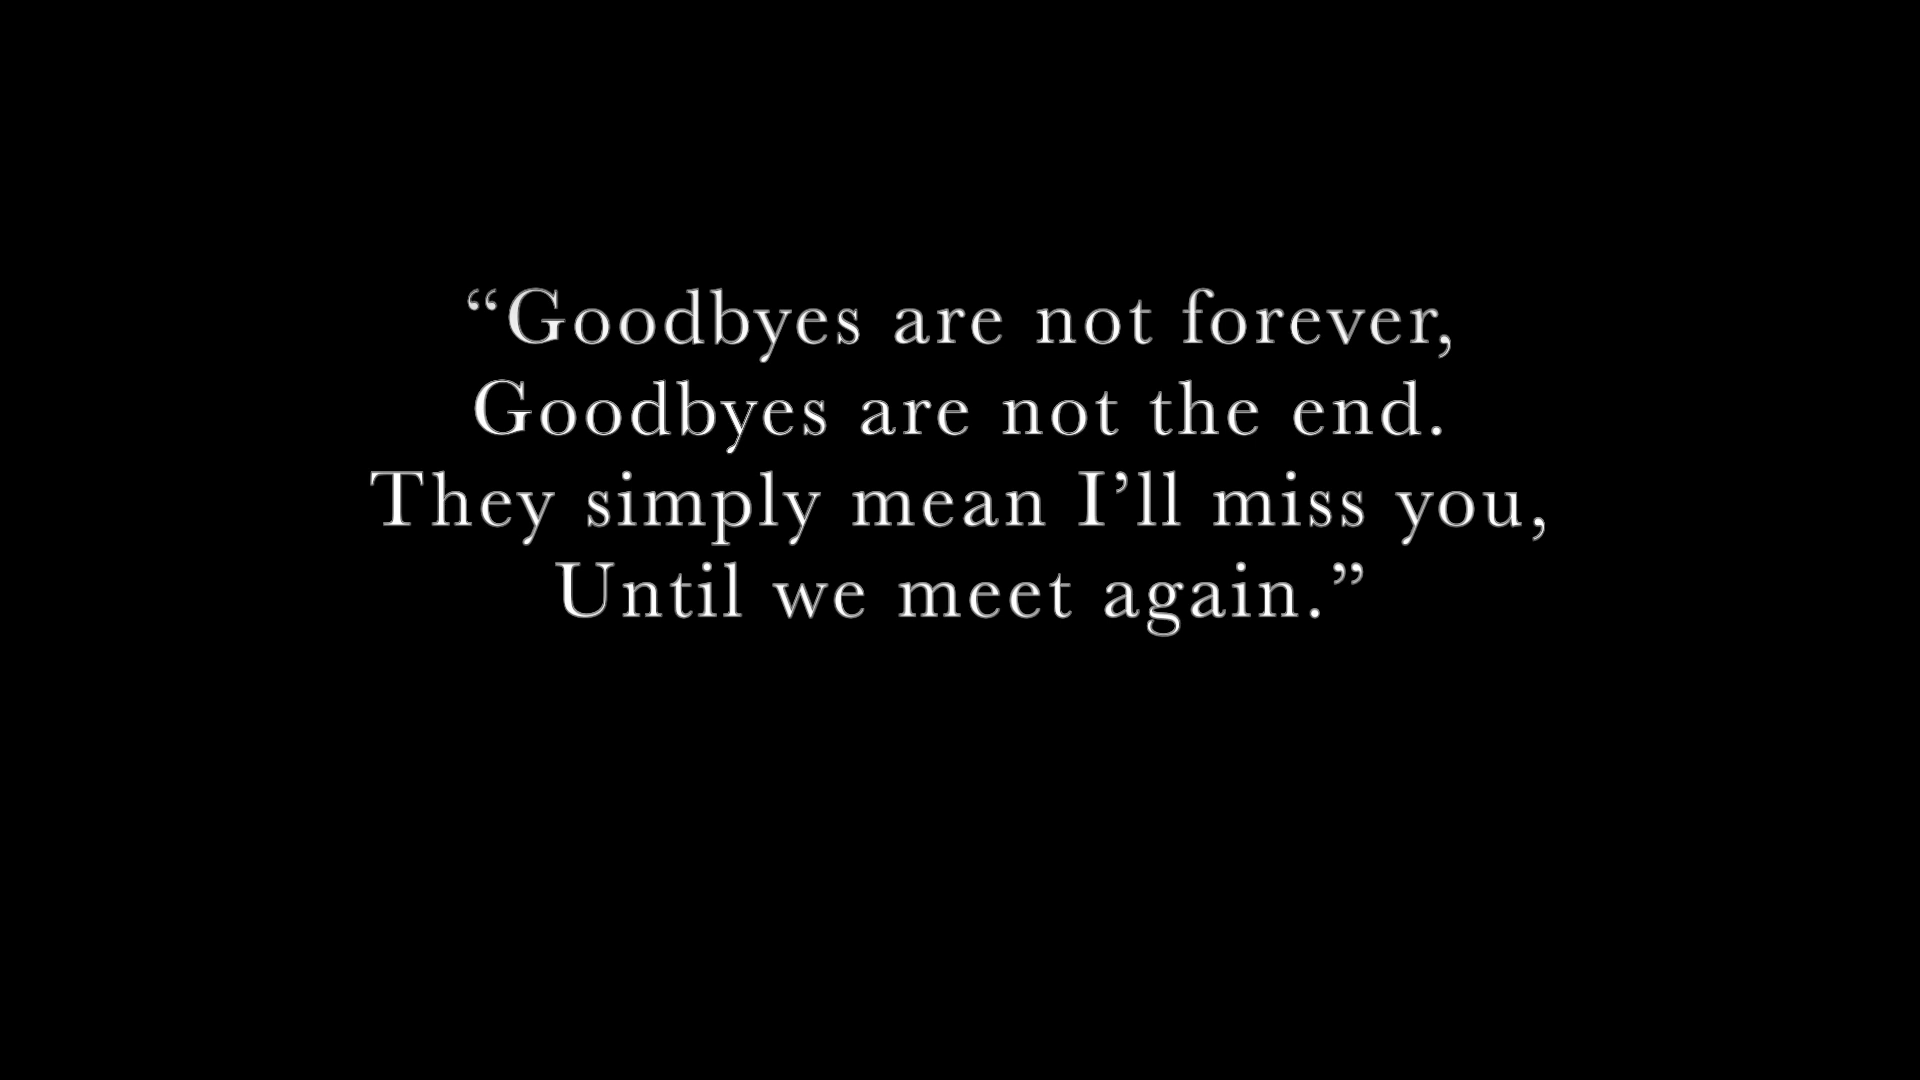 “Goodbyes are not forever,
Goodbyes are not the end.
They simply mean I’ll miss you,
Until we meet again.”